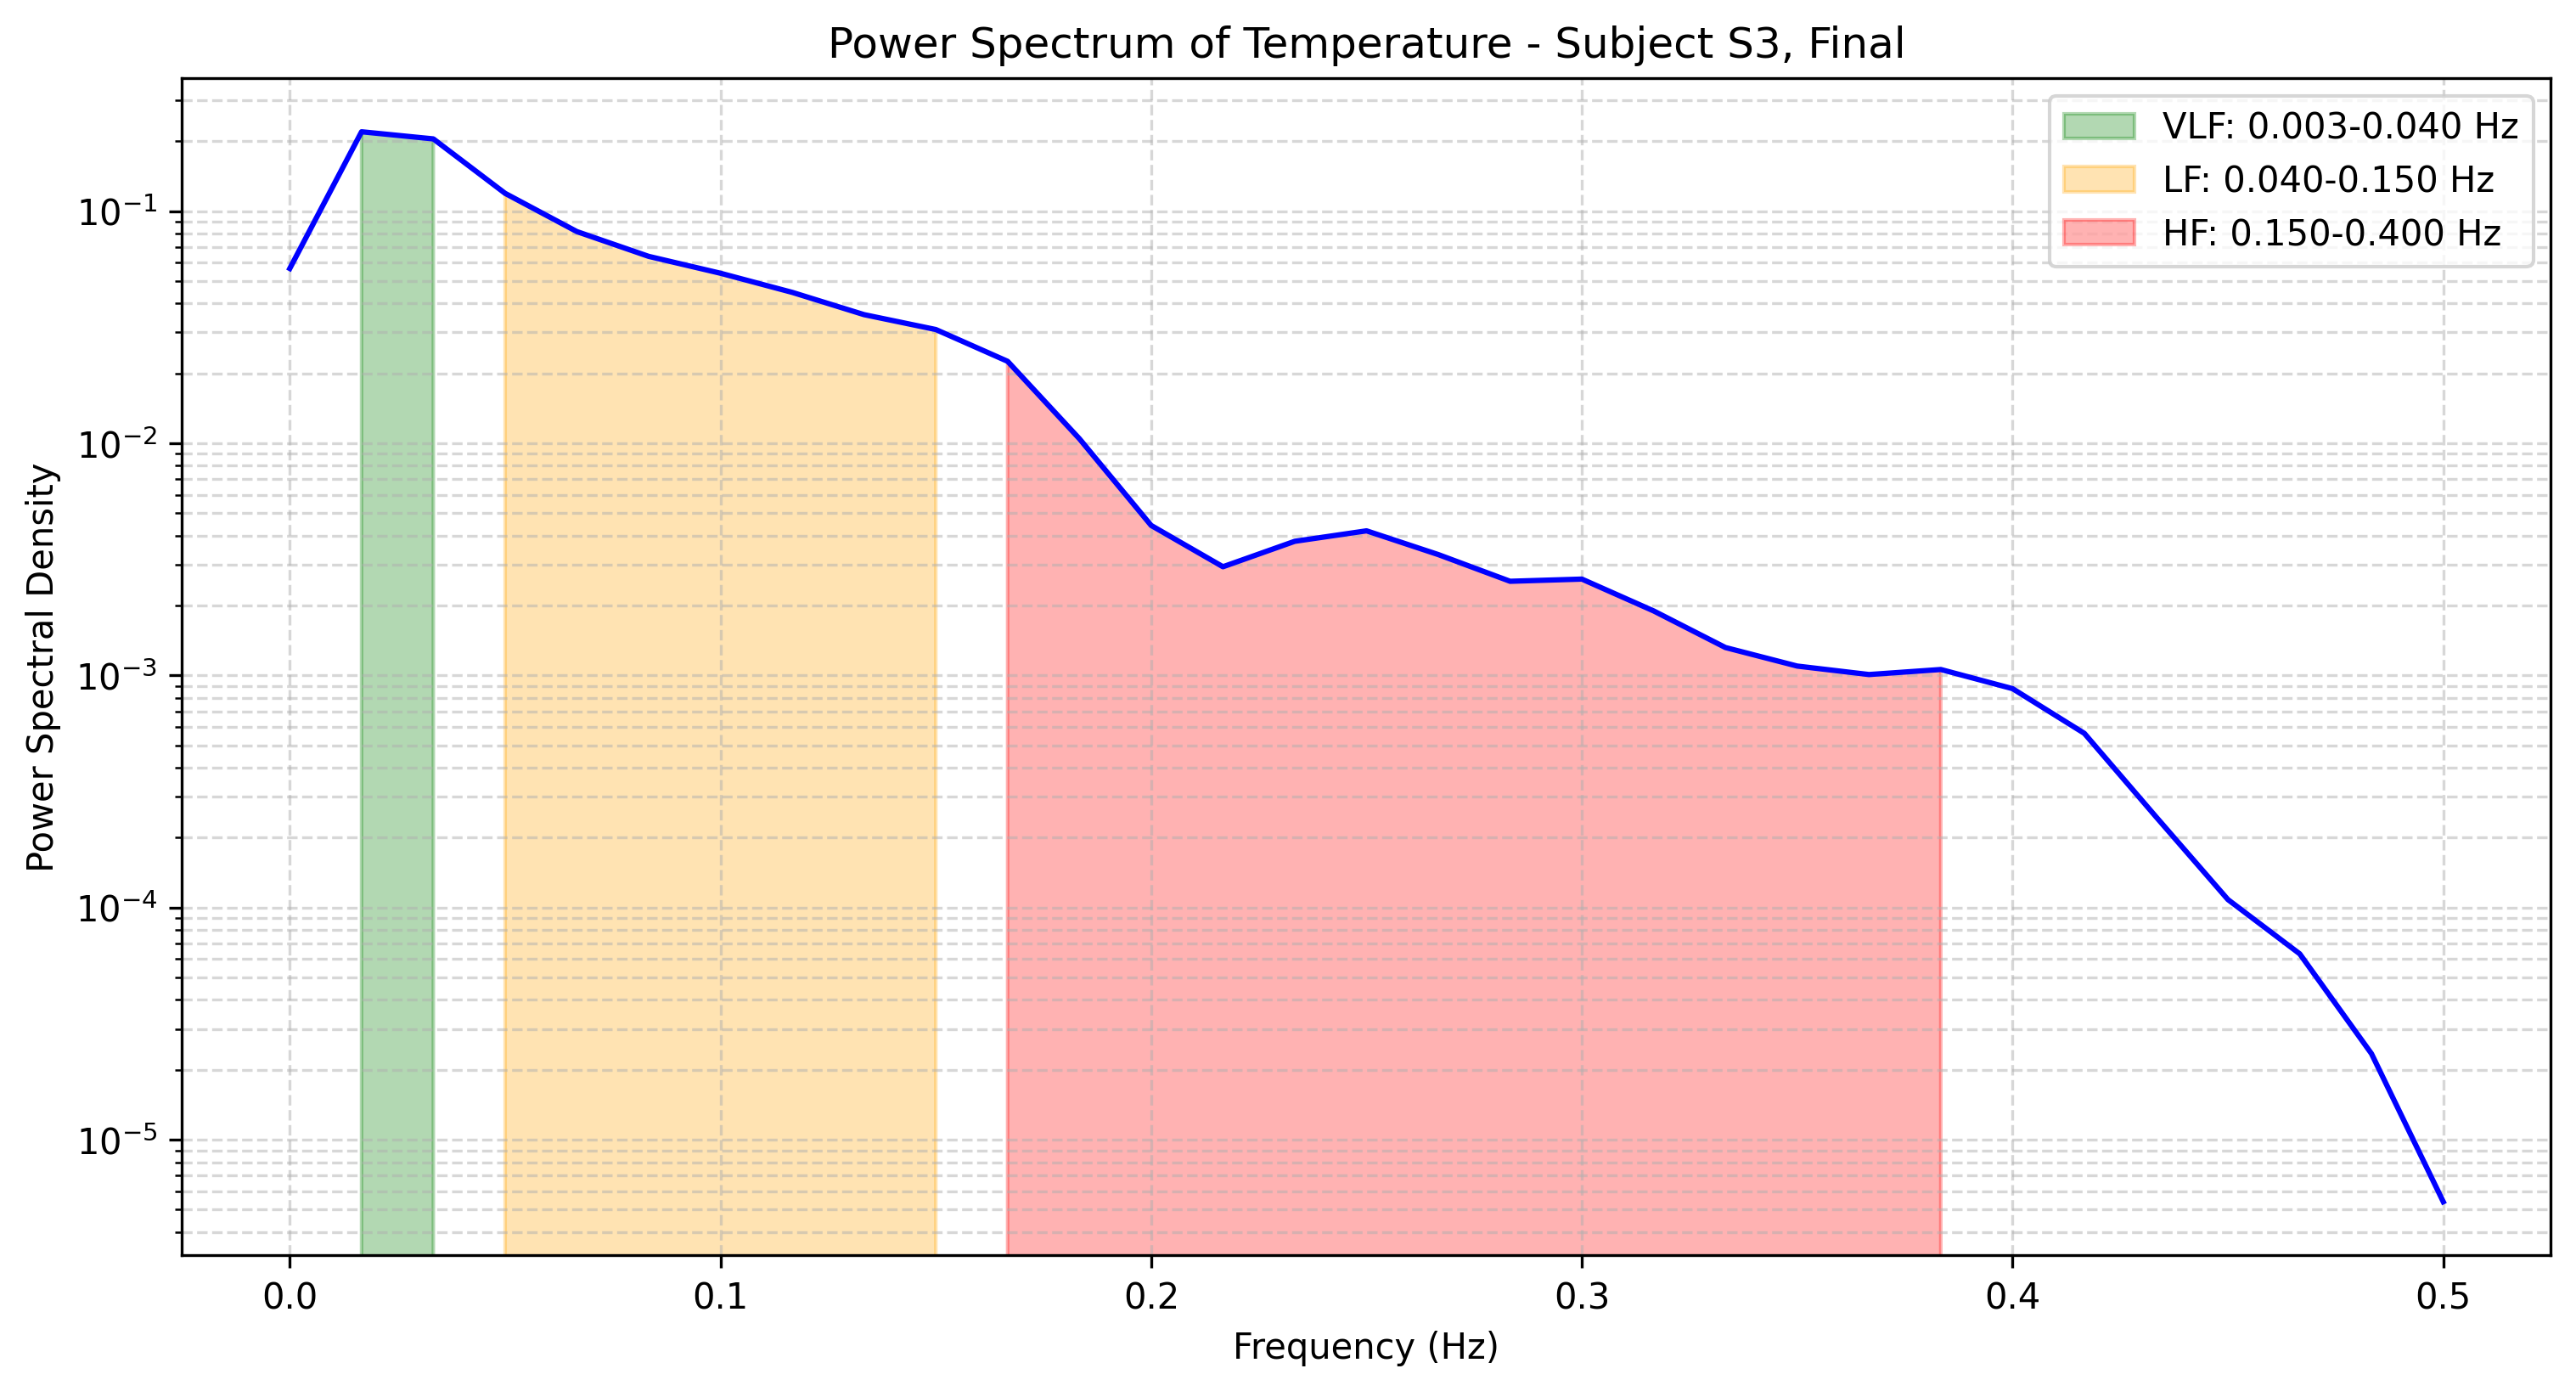 Power Spectrum of Temperature - Subject S3, Final
VLF: 0.003-0.040 Hz
LF: 0.040-0.150 Hz
HF: 0.150-0.400 Hz
Power Spectral Density
10⁻¹
10⁻²
10⁻³
10⁻⁴
10⁻⁵
0.0 0.1 0.2 0.3 0.4 0.5
Frequency (Hz)